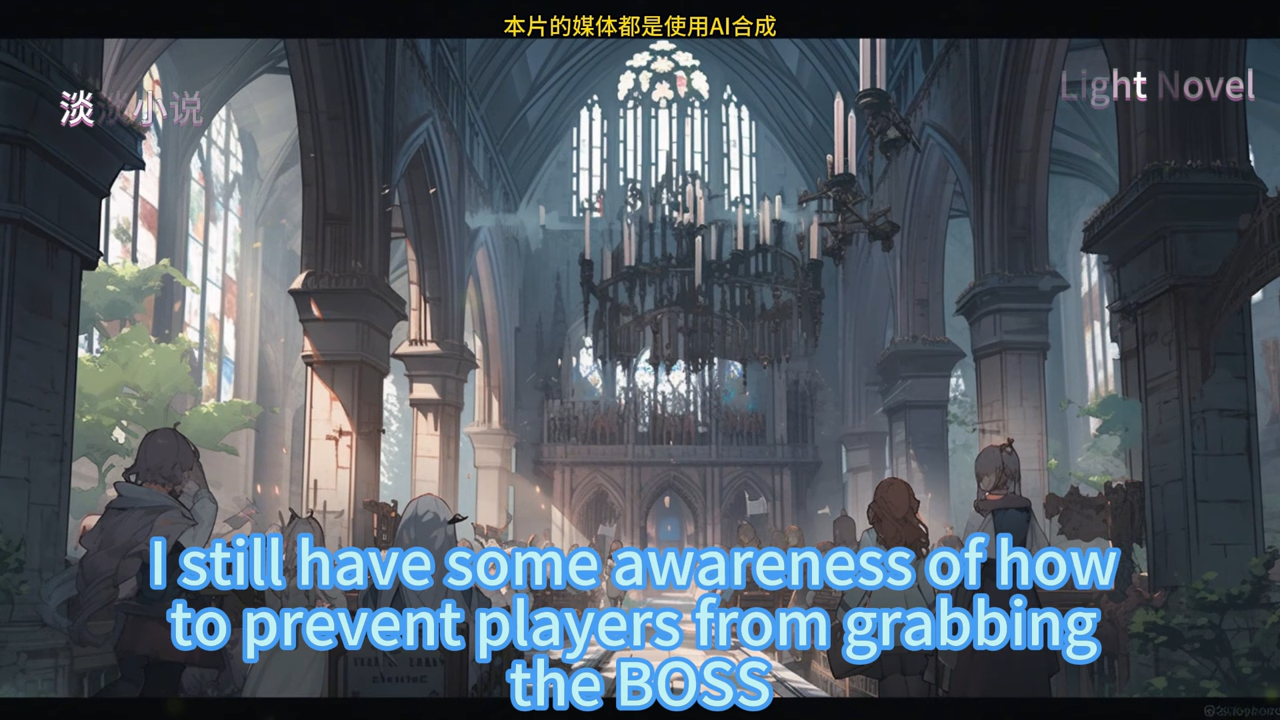 本片的媒体都是使用AI合成
淡淡小说
Light Novel
I still have some awareness of how
to prevent players from grabbing
the BOSS